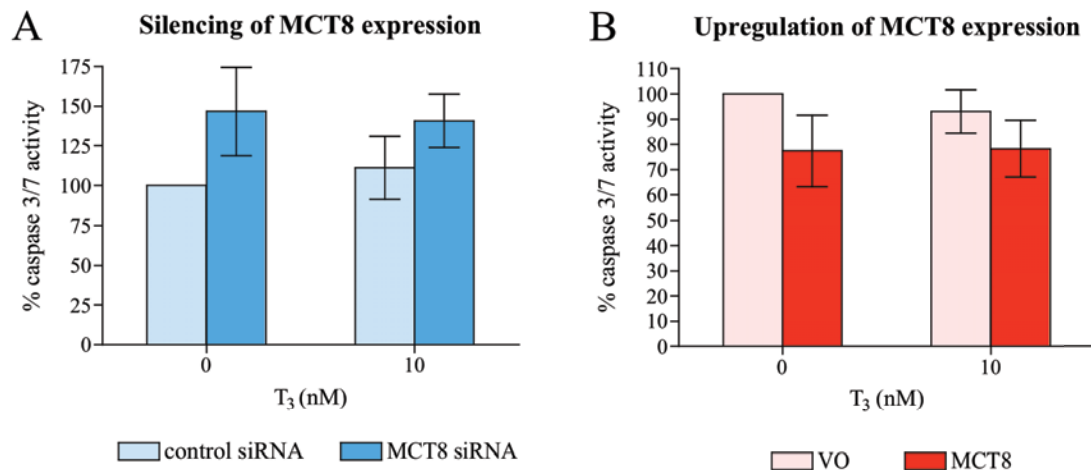 A
Silencing of MCT8 expression
% caspase 3/7 activity
175
150
125
100
75
50
25
0
0
10
T3 (nM)
control siRNA
MCT8 siRNA
B
Upregulation of MCT8 expression
% caspase 3/7 activity
110
100
90
80
70
60
50
40
30
20
10
0
0
10
T3 (nM)
VO
MCT8